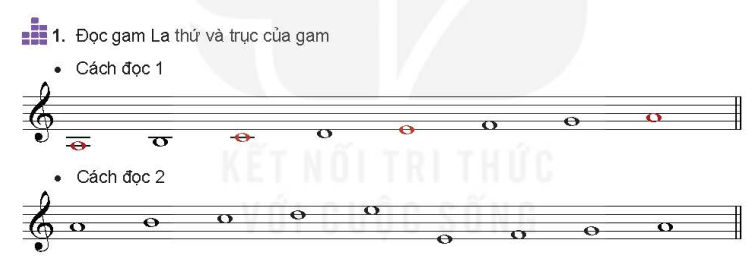 1. Đọc gam La thứ và trục của gam
• Cách đọc 1
KẾT NỐI TRI THỨC
• Cách đọc 2
VỚI CUỘC SỐNG